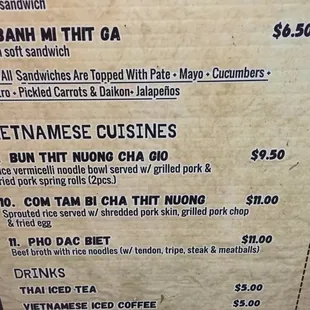 sandwich
BANH MI THIT GA $6.50
a soft sandwich
All Sandwiches Are Topped With Pate • Mayo • Cucumbers •
tro • Pickled Carrots & Daikon• Jalapeños
ETNAMESE CUISINES
BUN THIT NUONG CHA GIO $9.50
ice vermicelli noodle bowl served w/ grilled pork &
ried pork spring rolls (2pcs.)
10. COM TAM BI CHA THIT NUONG $11.00
Sprouted rice served w/ shredded pork skin, grilled pork chop
& fried egg
11. PHO DAC BIET $11.00
Beef broth with rice noodles (w/ tendon, tripe, steak & meatballs)
DRINKS
THAI ICED TEA $5.00
VIETNAMESE ICED COFFEE $5.00